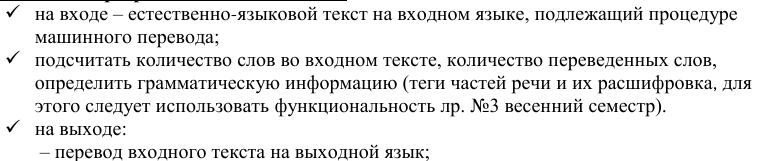 ✓ на входе – естественно-языковой текст на входном языке, подлежащий процедуре
машинного перевода;
✓ подсчитать количество слов во входном тексте, количество переведенных слов,
определить грамматическую информацию (теги частей речи и их расшифровка, для
этого следует использовать функциональность лр. №3 весенний семестр).
✓ на выходе:
– перевод входного текста на выходной язык;